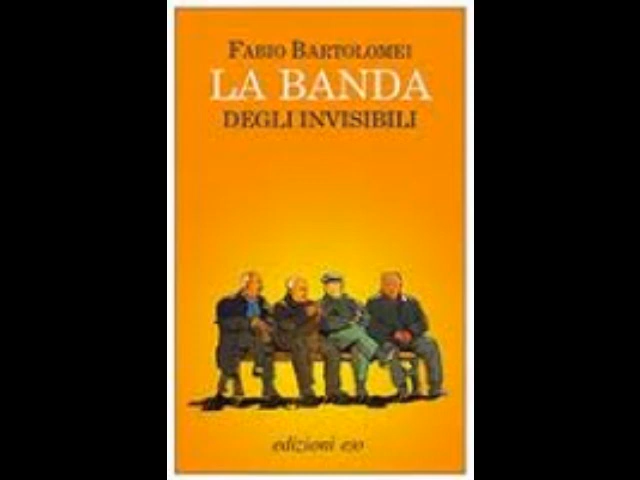 FABIO BARTOLOMEI
LA BANDA
DEGLI INVISIBILI
edizioni e/o